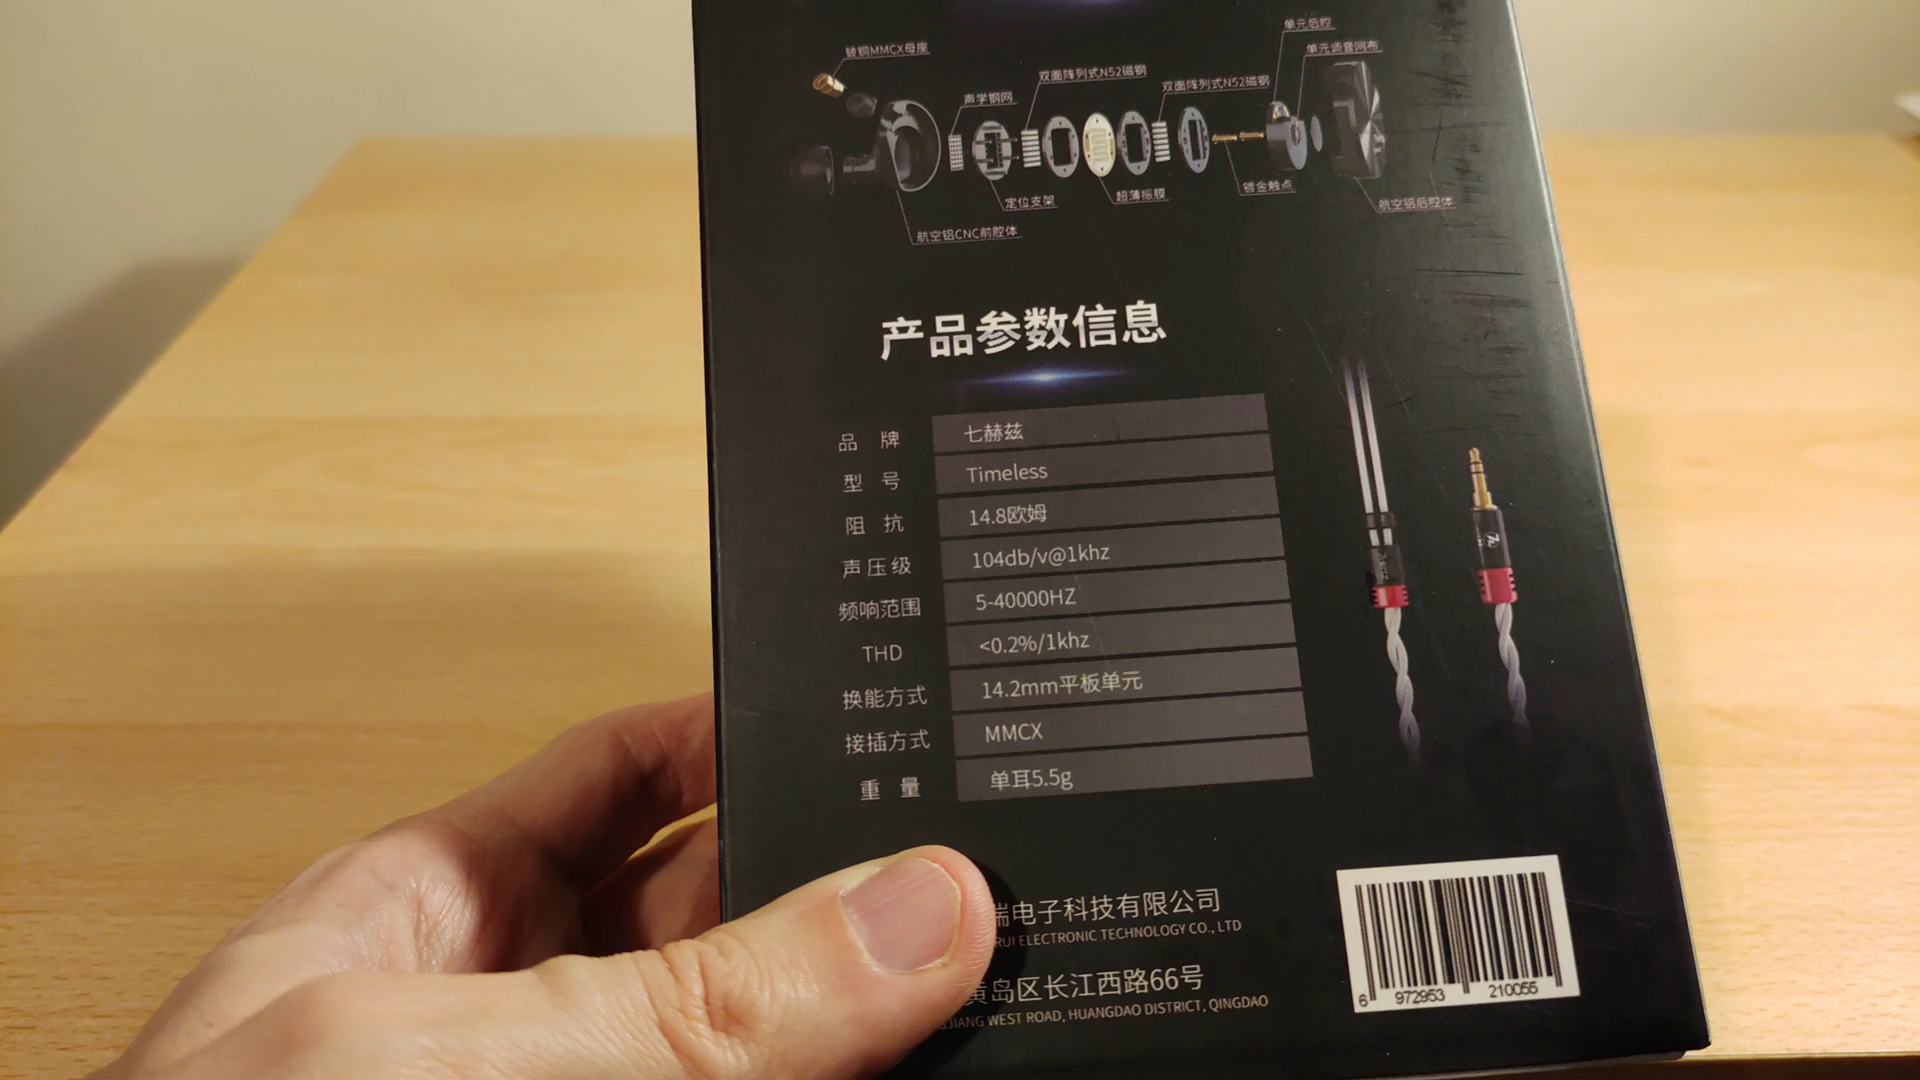 单元后腔
铍铜MMCX母座
单元调音网布
双面阵列式N52磁钢
双面阵列式N52磁钢
声学钢网
镀金触点
超薄振膜
定位支架
航空铝后腔体
航空铝CNC前腔体
产品参数信息
品 牌 七赫兹
型 号 Timeless
阻 抗 14.8欧姆
声压级 104db/v@1khz
频响范围 5-40000HZ
THD <0.2%/1khz
换能方式 14.2mm平板单元
接插方式 MMCX
重 量 单耳5.5g
瑞电子科技有限公司
RUI ELECTRONIC TECHNOLOGY CO., LTD
黄岛区长江西路66号
JIANG WEST ROAD, HUANGDAO DISTRICT, QINGDAO
6 972953 210055